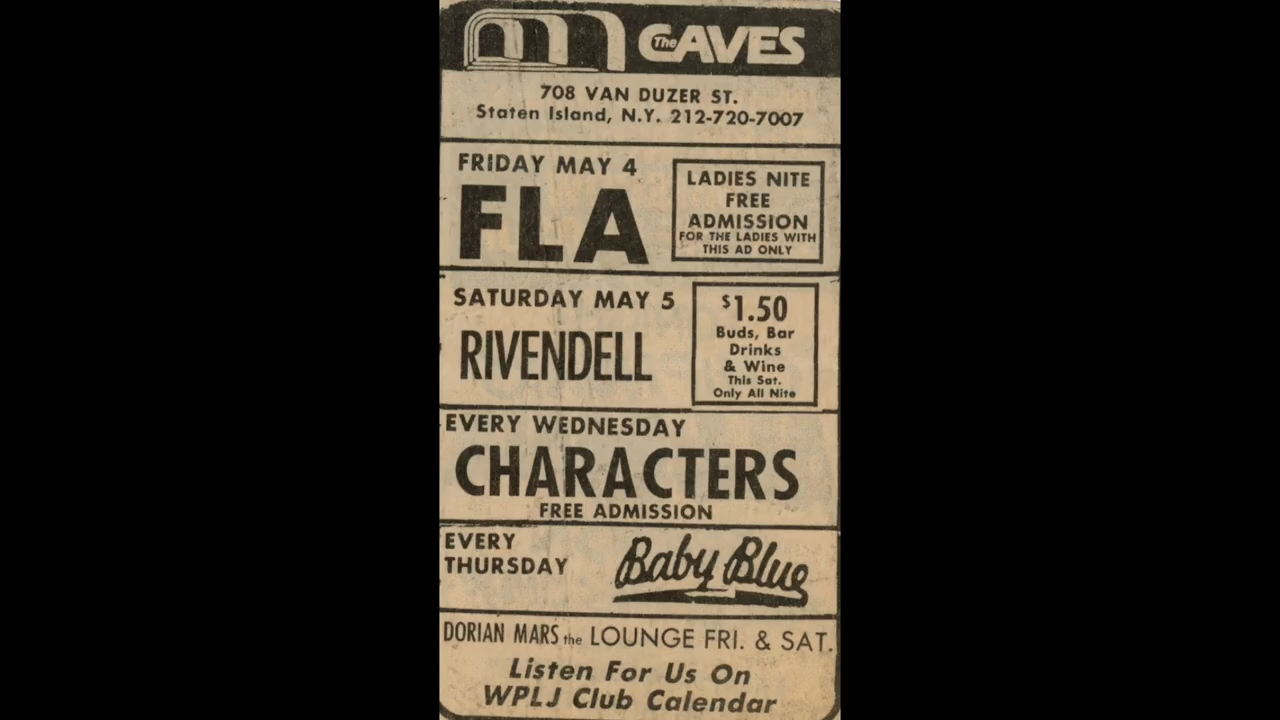 The CAVES
708 VAN DUZER ST.
Staten Island, N.Y. 212-720-7007
FRIDAY MAY 4
FLA
LADIES NITE
FREE
ADMISSION
FOR THE LADIES WITH
THIS AD ONLY
SATURDAY MAY 5
RIVENDELL
$1.50
Buds, Bar
Drinks
& Wine
This Sat.
Only All Nite
EVERY WEDNESDAY
CHARACTERS
FREE ADMISSION
EVERY
THURSDAY
Baby Blue
DORIAN MARS the LOUNGE FRI. & SAT.
Listen For Us On
WPLJ Club Calendar